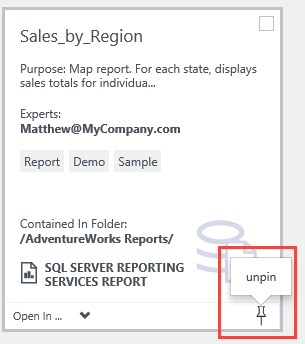 Sales_by_Region
Purpose: Map report. For each state, displays
sales totals for individua...
Experts:
Matthew@MyCompany.com
Report Demo Sample
Contained In Folder:
/AdventureWorks Reports/
SQL SERVER REPORTING
SERVICES REPORT
unpin
Open In ...